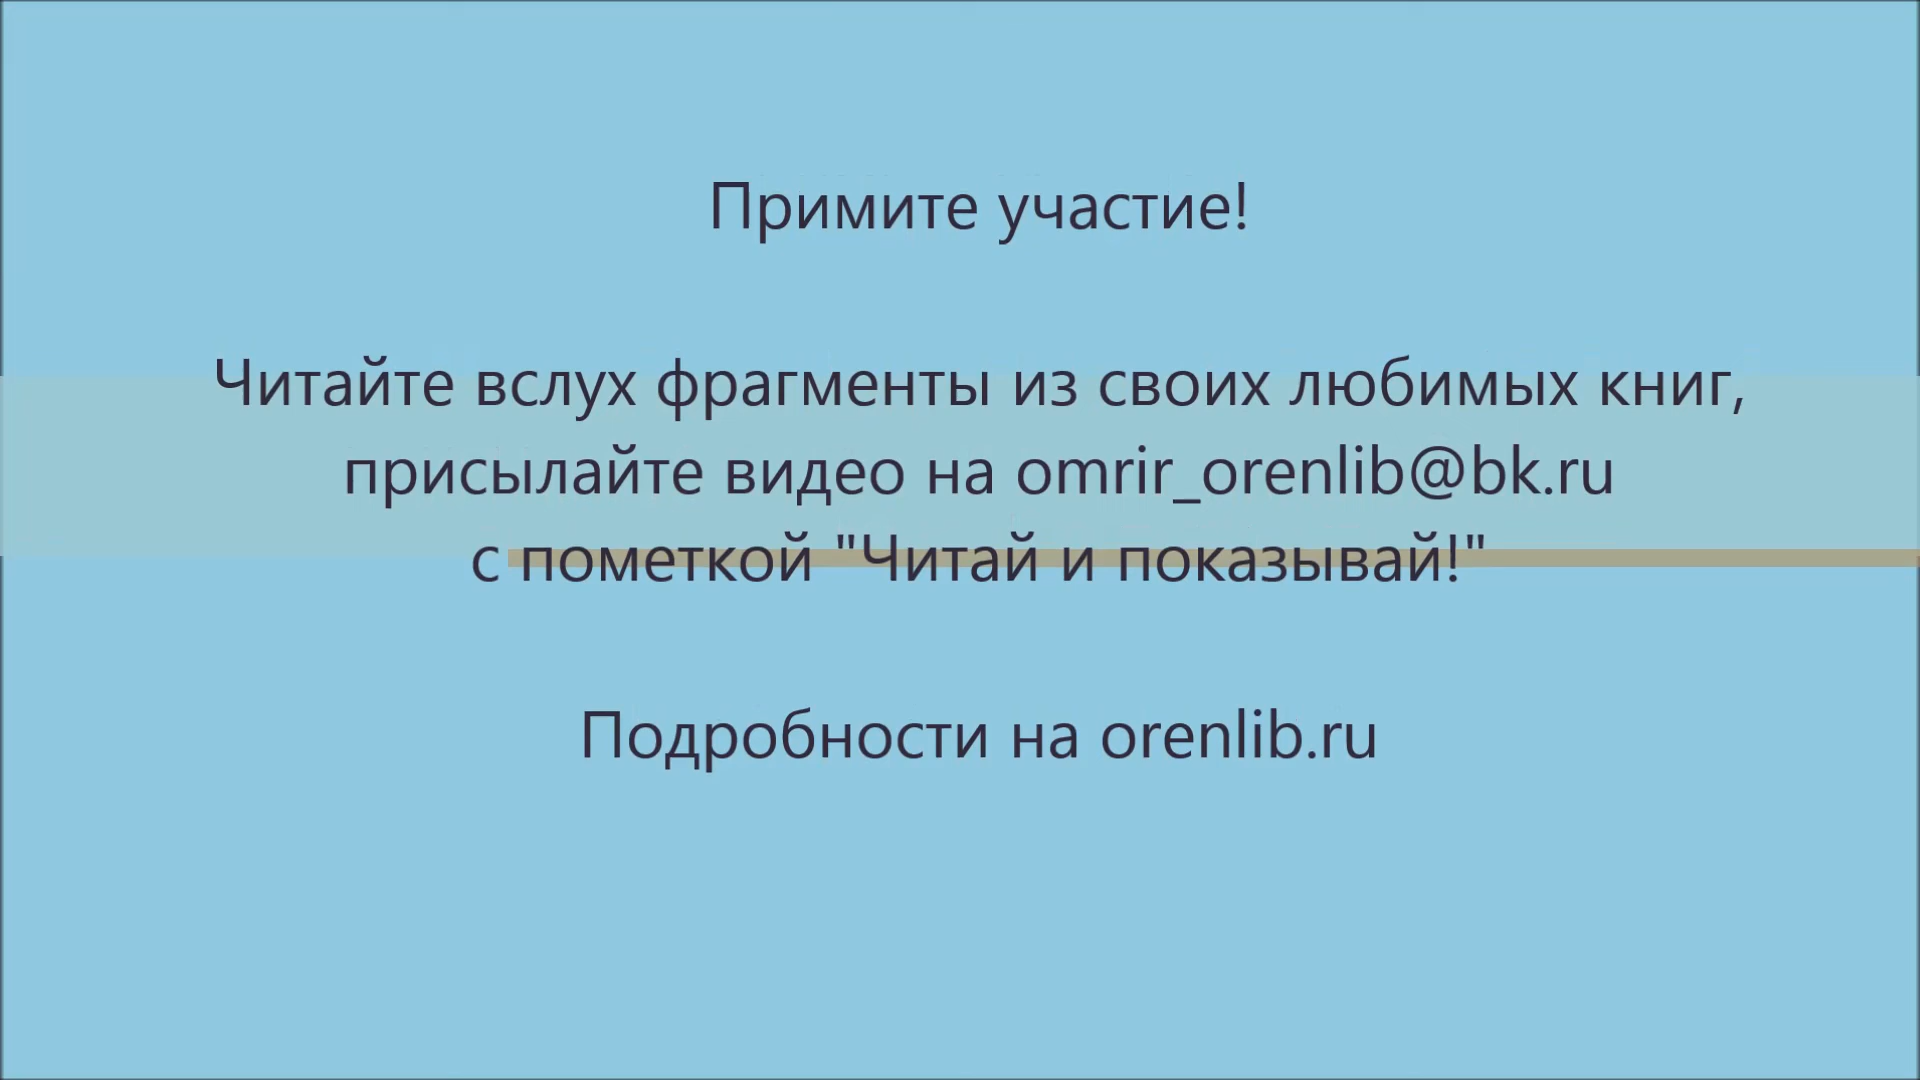 Примите участие!
Читайте вслух фрагменты из своих любимых книг,
присылайте видео на omrir_orenlib@bk.ru
с пометкой "Читай и показывай!"
Подробности на orenlib.ru